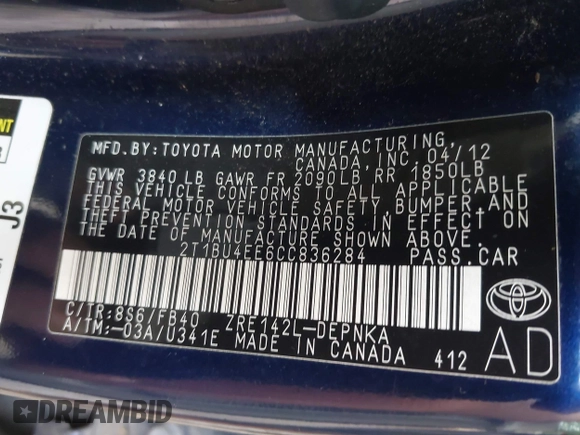 MFD.BY:TOYOTA MOTOR MANUFACTURING,
CANADA, INC. 04/12
GVWR 3840 LB GAWR FR 2090LB,RR 1850LB
THIS VEHICLE CONFORMS TO ALL APPLICABLE
FEDERAL MOTOR VEHICLE SAFETY, BUMPER AND
THEFT PREVENTION STANDARDS IN EFFECT ON
THE DATE OF MANUFACTURE SHOWN ABOVE.
2T1BU4EE6CC836284 PASS.CAR
C/TR:8S6/FB40 ZRE142L-DEPNKA
A/TM:-03A/U341E MADE IN CANADA 412
AD
J3
DREAMBID